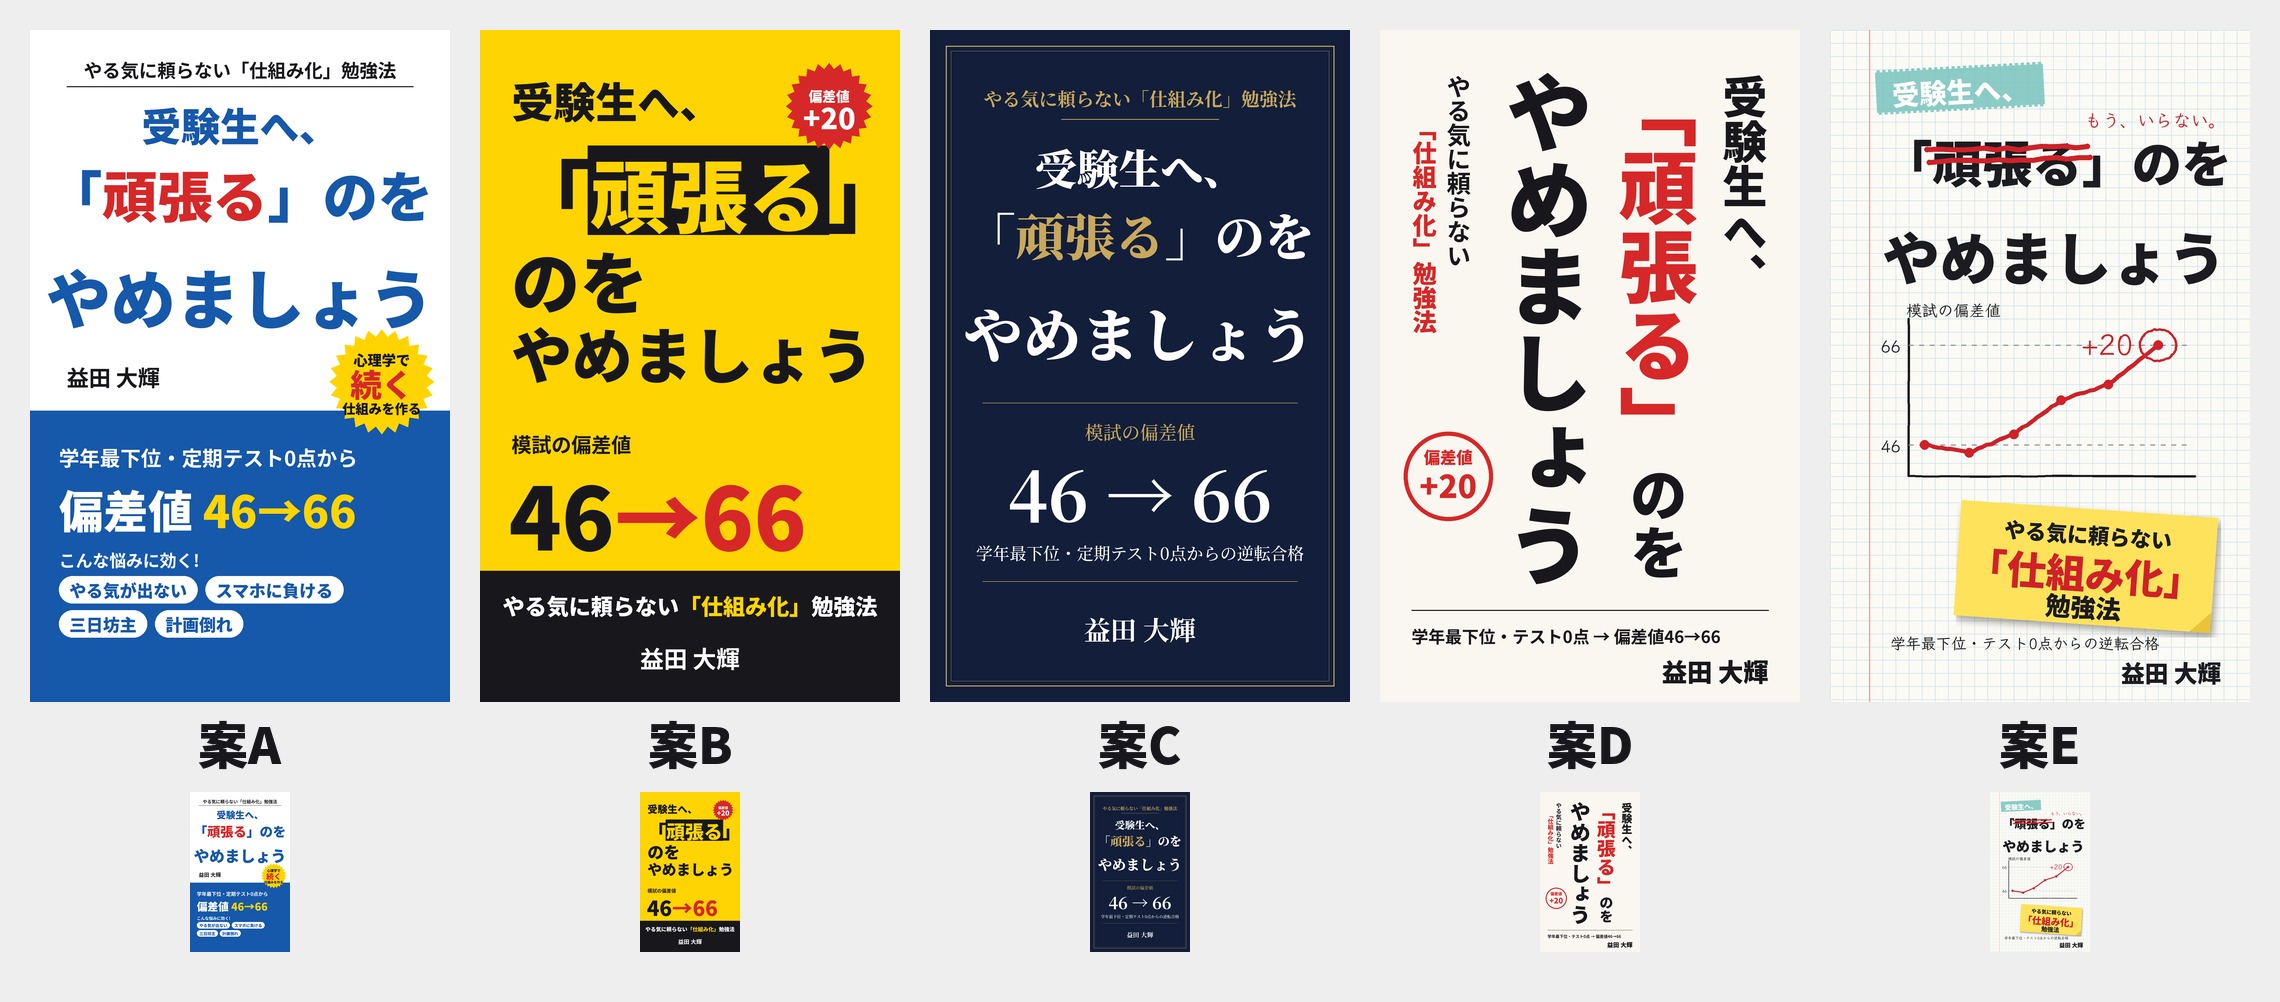 やる気に頼らない「仕組み化」勉強法
受験生へ、
「頑張る」のを
やめましょう
益田 大輝
心理学で
続く
仕組みを作る
学年最下位・定期テスト0点から
偏差値 46→66
こんな悩みに効く!
やる気が出ない スマホに負ける
三日坊主 計画倒れ
案A
受験生へ、
偏差値
+20
「頑張る」
のを
やめましょう
模試の偏差値
46→66
やる気に頼らない「仕組み化」勉強法
益田 大輝
案B
やる気に頼らない「仕組み化」勉強法
受験生へ、
「頑張る」のを
やめましょう
模試の偏差値
46→66
学年最下位・定期テスト0点からの逆転合格
益田 大輝
案C
受験生へ、
「頑張る」のを
やめましょう
やる気に頼らない
「仕組み化」勉強法
偏差値
+20
学年最下位・テスト0点→偏差値46→66
益田 大輝
案D
受験生へ、
もう、いらない。
「頑張る」のを
やめましょう
模試の偏差値
66
+20
46
やる気に頼らない
「仕組み化」
勉強法
学年最下位・定期テスト0点からの逆転合格
益田 大輝
案E